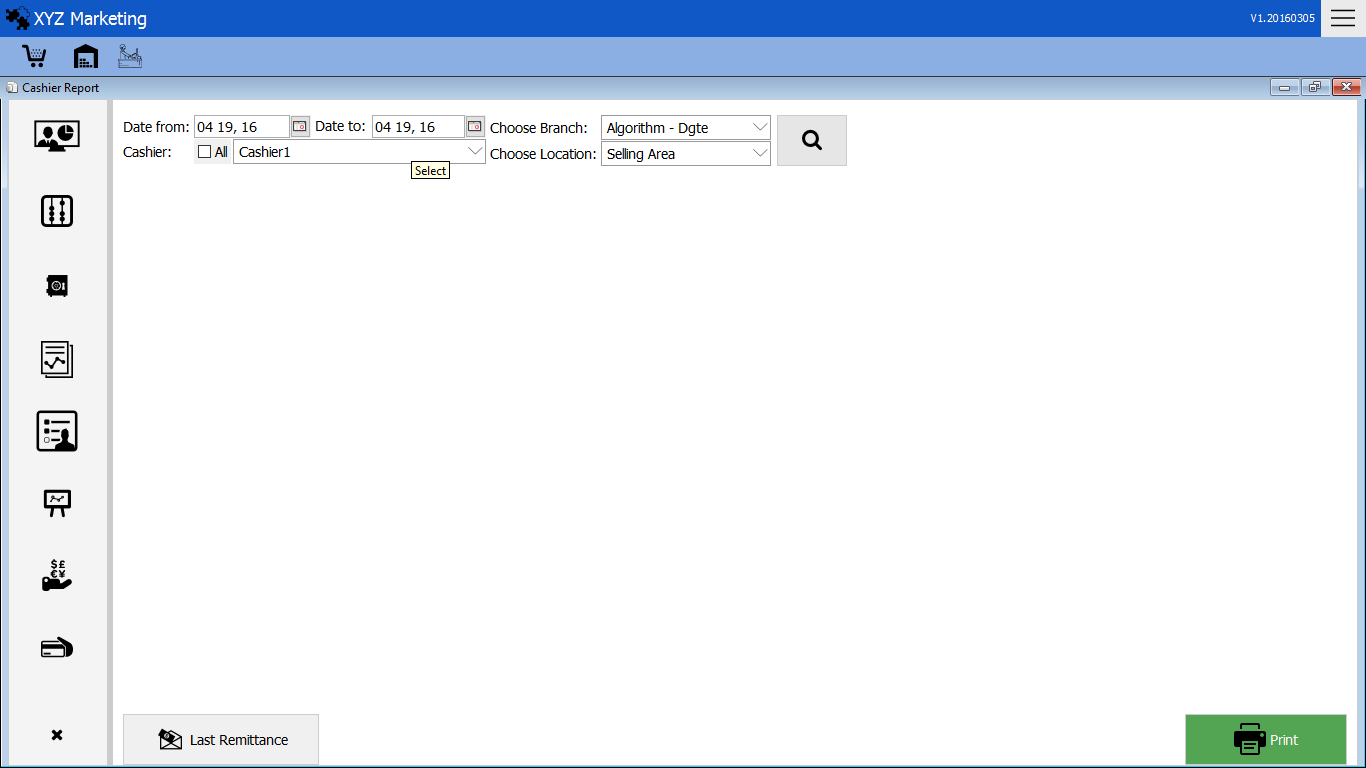 XYZ Marketing
V1.20160305
Cashier Report
Date from: 04 19, 16 Date to: 04 19, 16 Choose Branch: Algorithm - Dgte
Cashier: All Cashier1 Choose Location: Selling Area
Select
$£
€¥
Last Remittance
Print